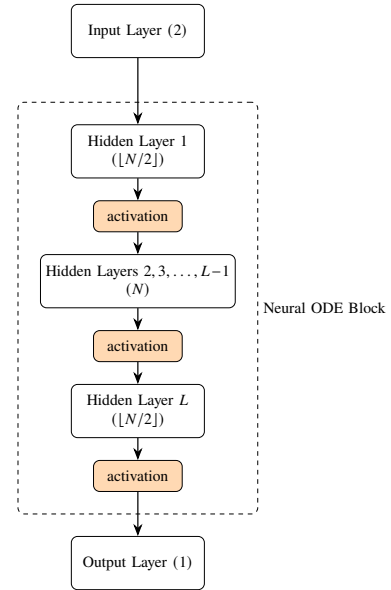 Input Layer (2)
Hidden Layer 1
(⌊N/2⌋)
activation
Hidden Layers 2, 3, . . . , L−1
(N)
activation
Neural ODE Block
Hidden Layer L
(⌊N/2⌋)
activation
Output Layer (1)